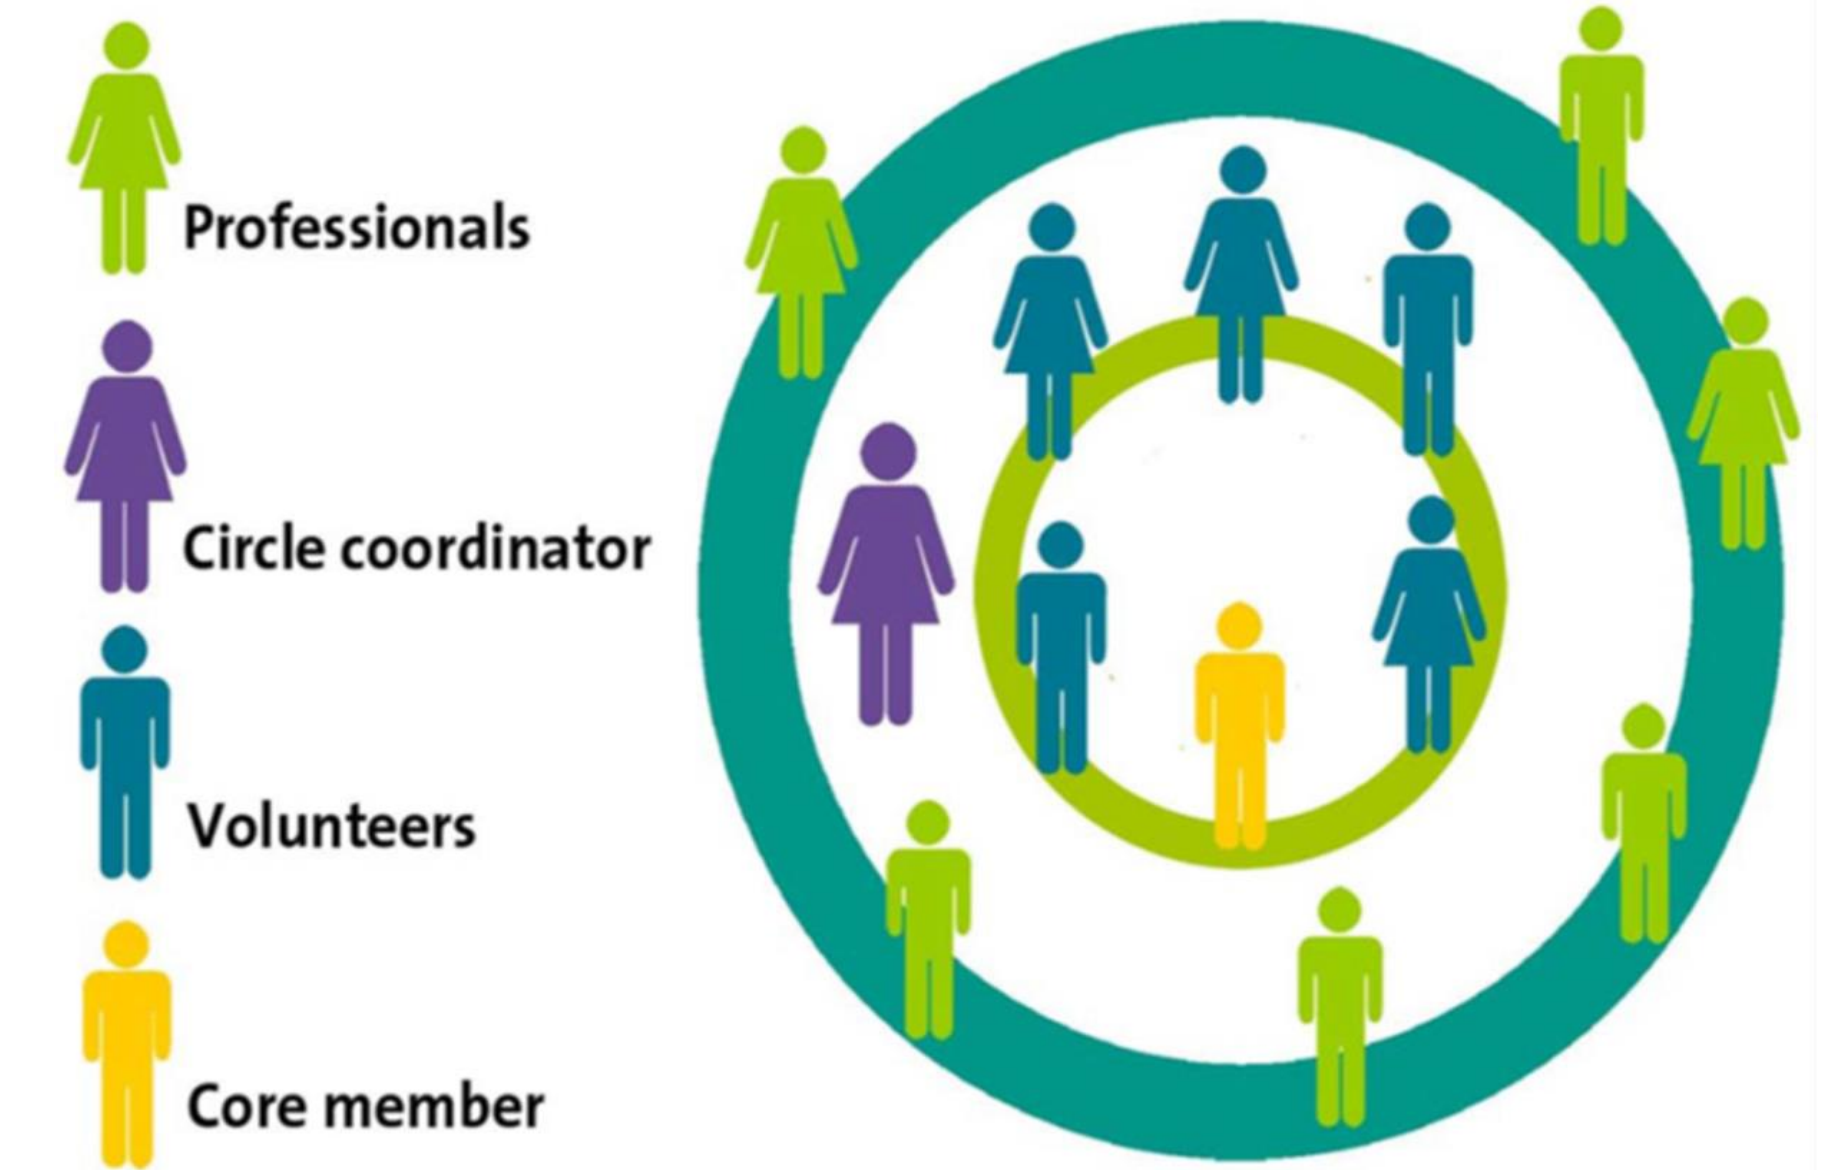 Professionals
Circle coordinator
Volunteers
Core member